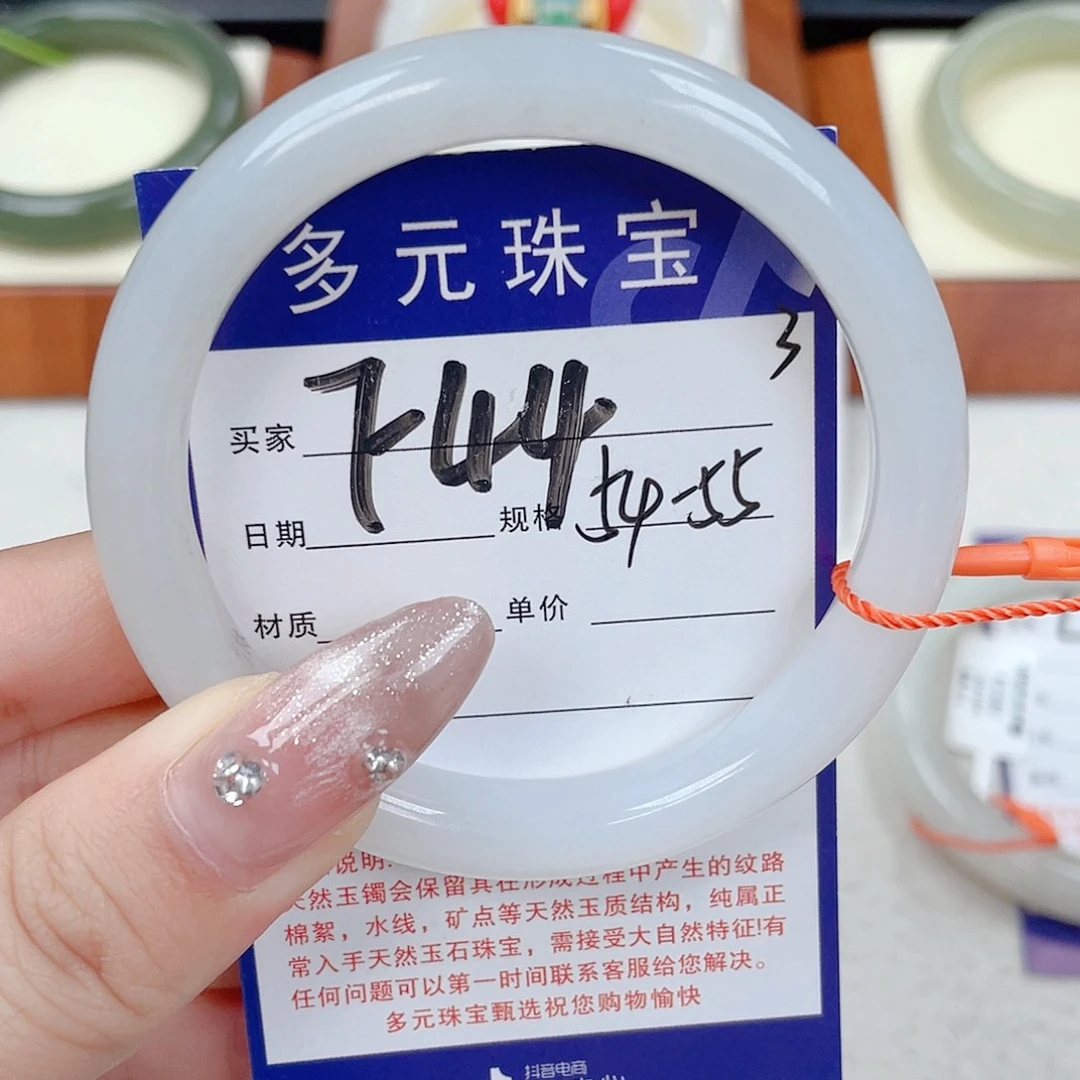 多元珠宝
3
买家 7-44
日期 规格 54-55
材质 单价
说明:
天然玉镯会保留其在形成过程中产生的纹路
棉絮，水线，矿点等天然玉质结构，纯属正
常入手天然玉石珠宝，需接受大自然特征!有
任何问题可以第一时间联系客服给您解决。
多元珠宝甄选祝您购物愉快
抖音电商